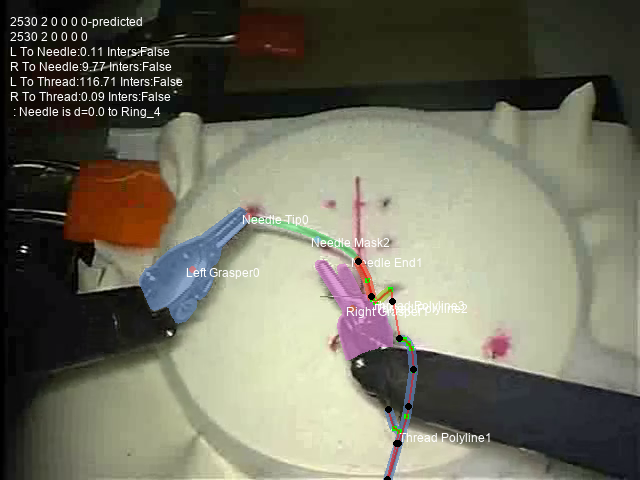 2530 2 0 0 0 0-predicted
2530 2 0 0 0 0
L To Needle:0.11 Inters:False
R To Needle:9.77 Inters:False
L To Thread:116.71 Inters:False
R To Thread:0.09 Inters:False
: Needle is d=0.0 to Ring_4
Needle Tip0
Needle Mask2
Needle End1
Left Grasper0
Right Grasper
Thread Polyline1